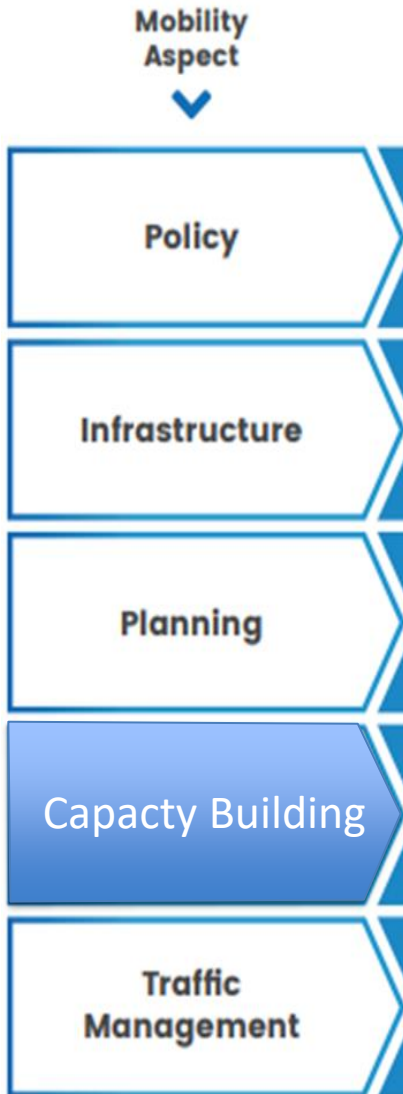 Mobility
Aspect
Policy
Infrastructure
Planning
Capacty Building
Traffic
Management